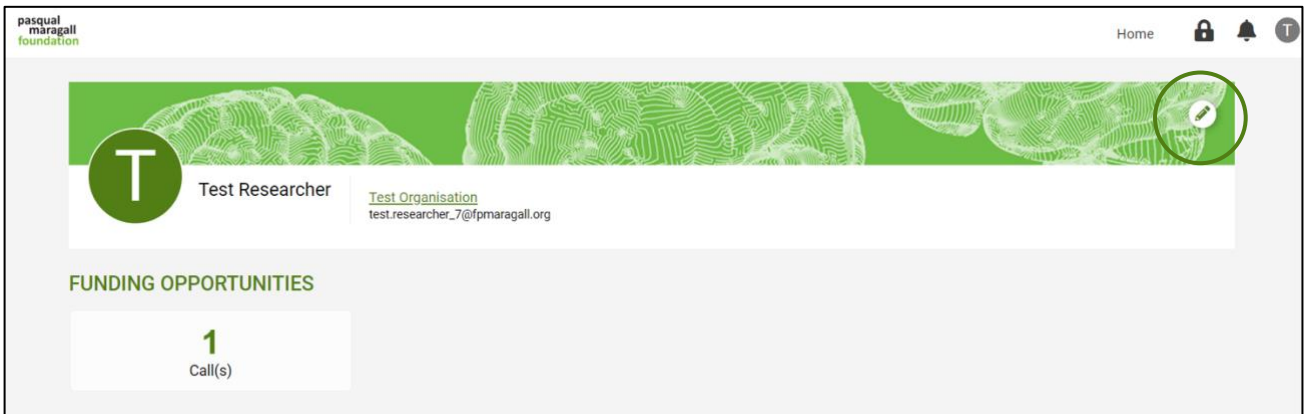 pasqual
maragall
foundation
Home
T
T
Test Researcher
Test Organisation
test.researcher_7@fpmaragall.org
FUNDING OPPORTUNITIES
1
Call(s)